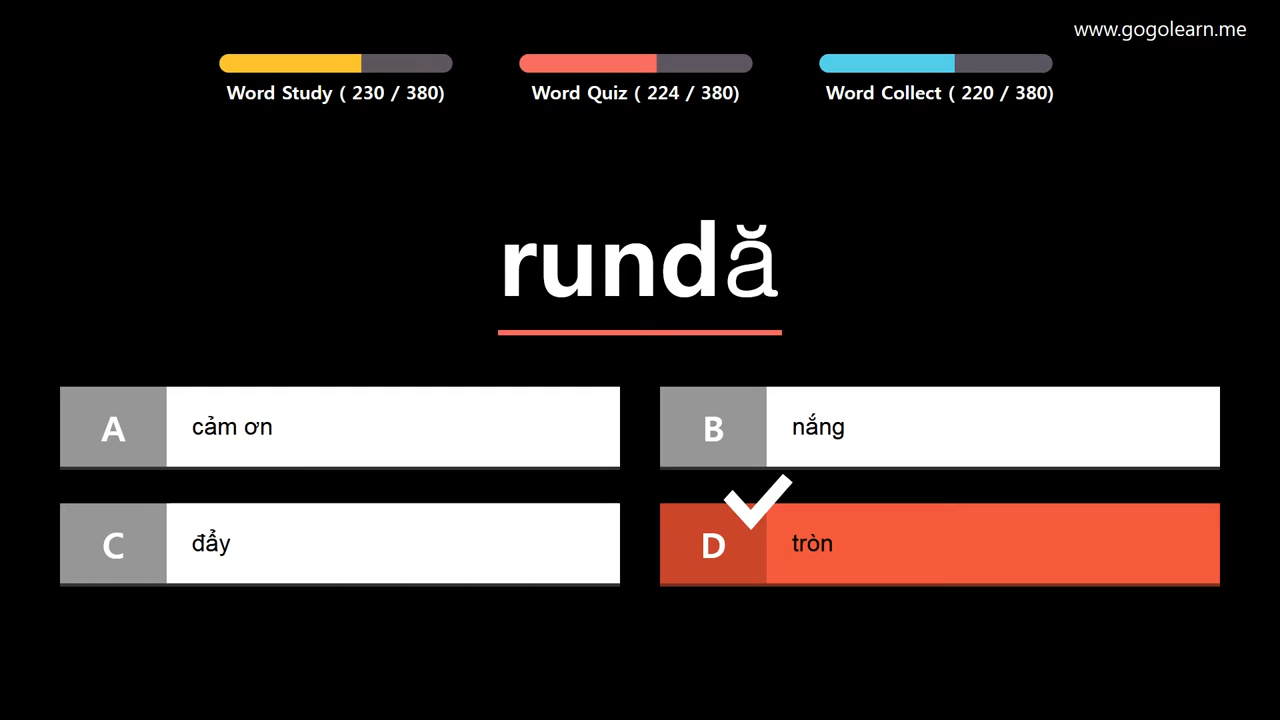 www.gogolearn.me
Word Study ( 230 / 380)
Word Quiz ( 224 / 380)
Word Collect ( 220 / 380)
rundă
A
cảm ơn
B
nắng
C
đẩy
D
tròn